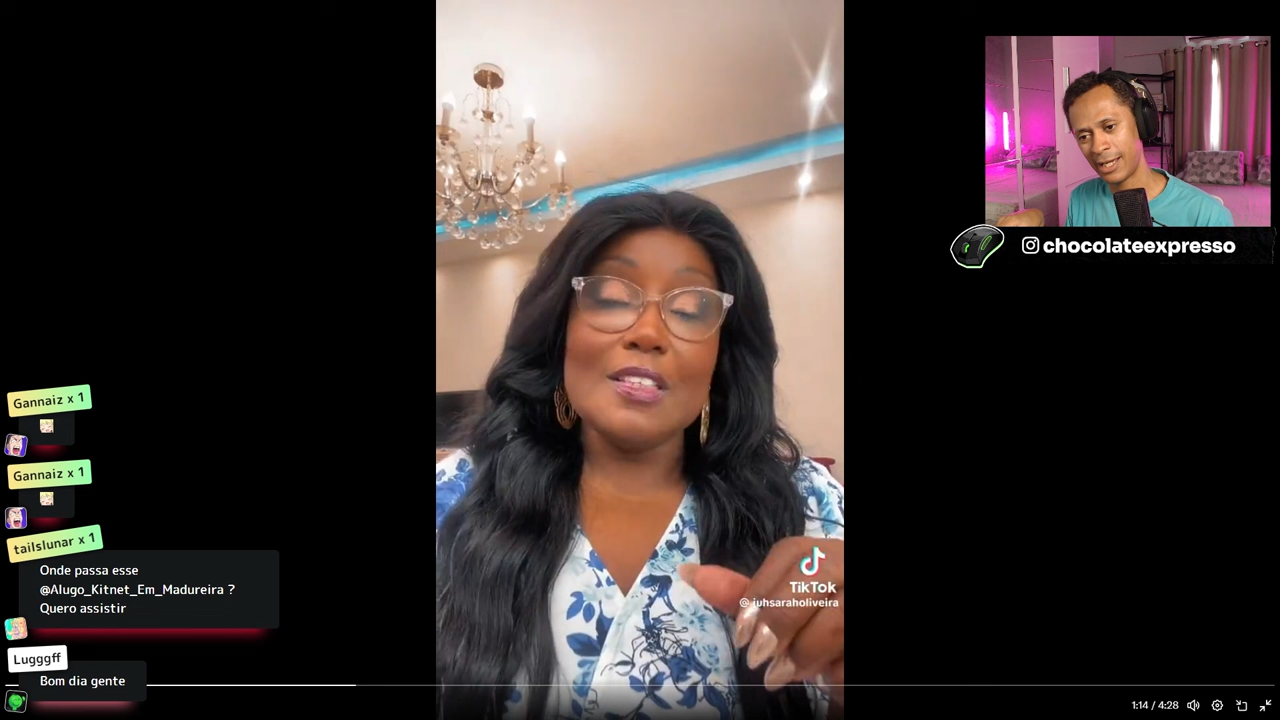 chocolateexpresso
Gannaiz x 1
Gannaiz x 1
tailslunar x 1
Onde passa esse
@Alugo_Kitnet_Em_Madureira ?
Quero assistir
Lugggff
Bom dia gente
TikTok
@_iuhsaraholiveira
1:14 / 4:28